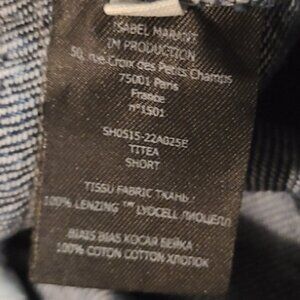 ISABEL MARANT
IM PRODUCTION
50, rue Croix des Petits Champs
75001 Paris
France
n°1501
SH0515-22A025E
TITEA
SHORT
TISSU FABRIC ТКАНЬ
100% LENZING ™ LYOCELL ЛИОЦЕЛЛ
BIAIS BIAS КОСАЯ БЕЙКА
100% COTON COTTON ХЛОПОК